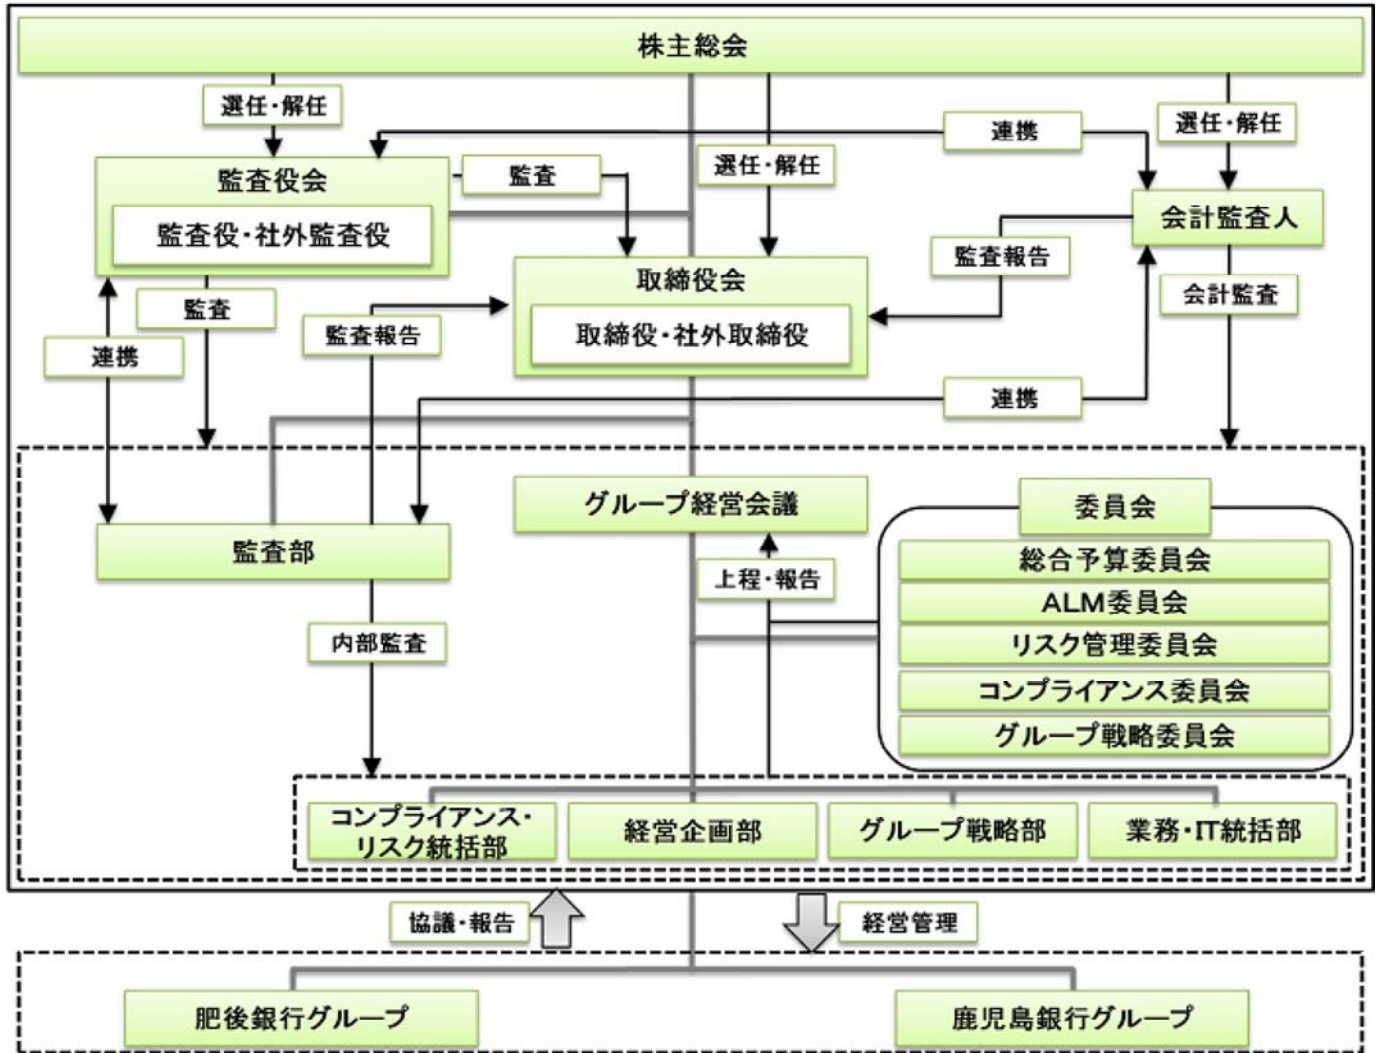 株主総会
選任・解任
選任・解任
選任・解任
連携
監査役会
監査役・社外監査役
監査
会計監査人
取締役会
取締役・社外取締役
監査報告
会計監査
監査
監査報告
連携
連携
グループ経営会議
委員会
監査部
総合予算委員会
上程・報告
ALM委員会
内部監査
リスク管理委員会
コンプライアンス委員会
グループ戦略委員会
コンプライアンス・
リスク統括部
経営企画部
グループ戦略部
業務・IT統括部
協議・報告
経営管理
肥後銀行グループ
鹿児島銀行グループ